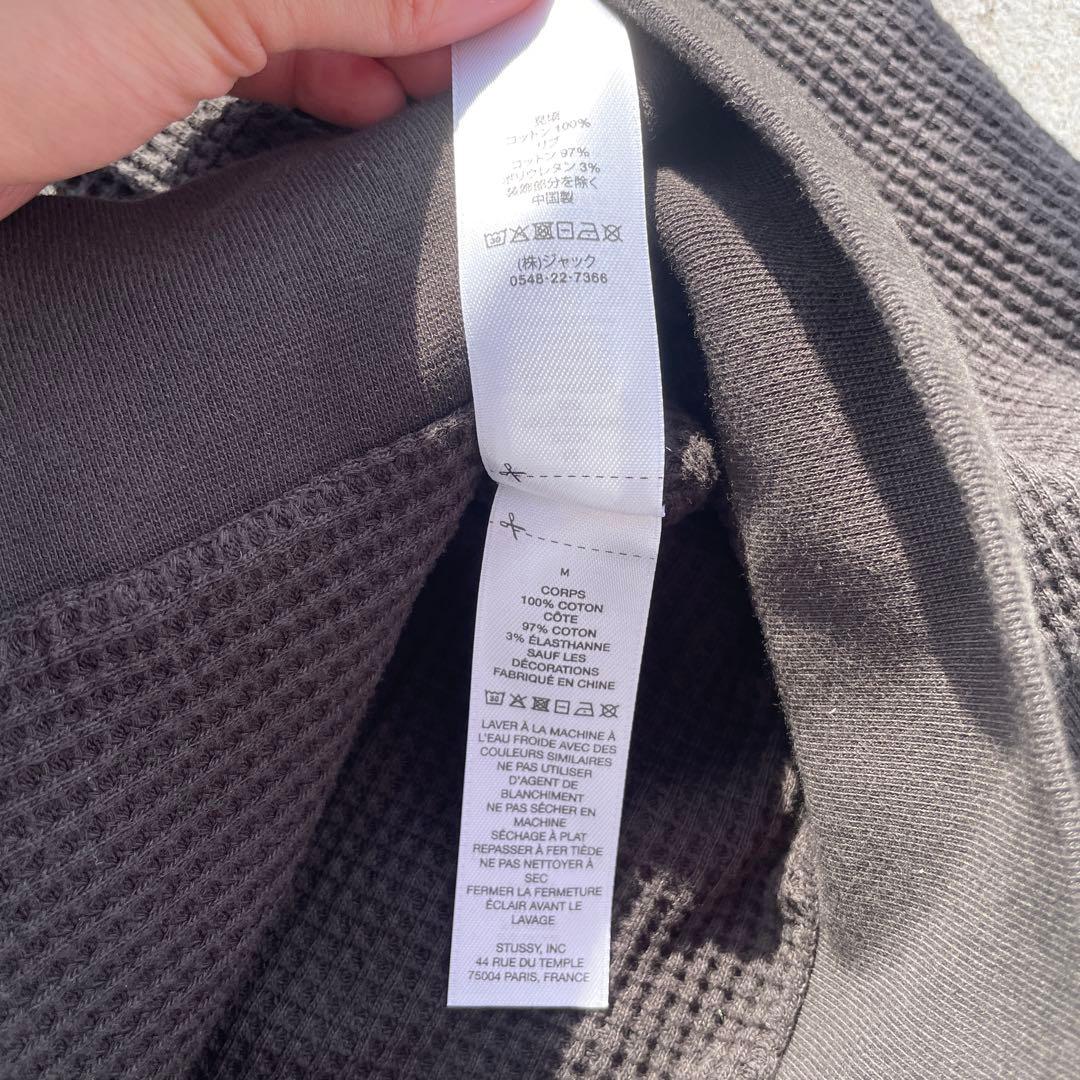 見頃
コットン 100%
リブ
コットン 97%
ポリウレタン 3%
装飾部分を除く
中国製
30
(株)ジャック
0548-22-7366
M
CORPS
100% COTON
CÔTE
97% COTON
3% ÉLASTHANNE
SAUF LES
DÉCORATIONS
FABRIQUÉ EN CHINE
30
LAVER À LA MACHINE À
L'EAU FROIDE AVEC DES
COULEURS SIMILAIRES
NE PAS UTILISER
D'AGENT DE
BLANCHIMENT
NE PAS SÉCHER EN
MACHINE
SÉCHAGE À PLAT
REPASSER À FER TIÈDE
NE PAS NETTOYER À
SEC
FERMER LA FERMETURE
ÉCLAIR AVANT LE
LAVAGE
STUSSY, INC
44 RUE DU TEMPLE
75004 PARIS, FRANCE